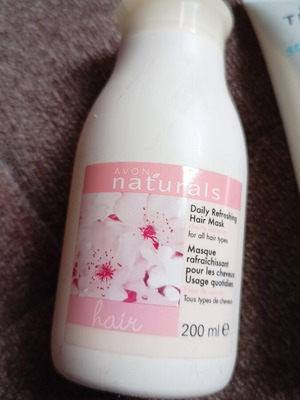 AVON
naturals
Daily Refreshing
Hair Mask
for all hair types
Masque
rafraîchissant
pour les cheveux
Usage quotidien
Tous types de cheveux
hair
200 ml e